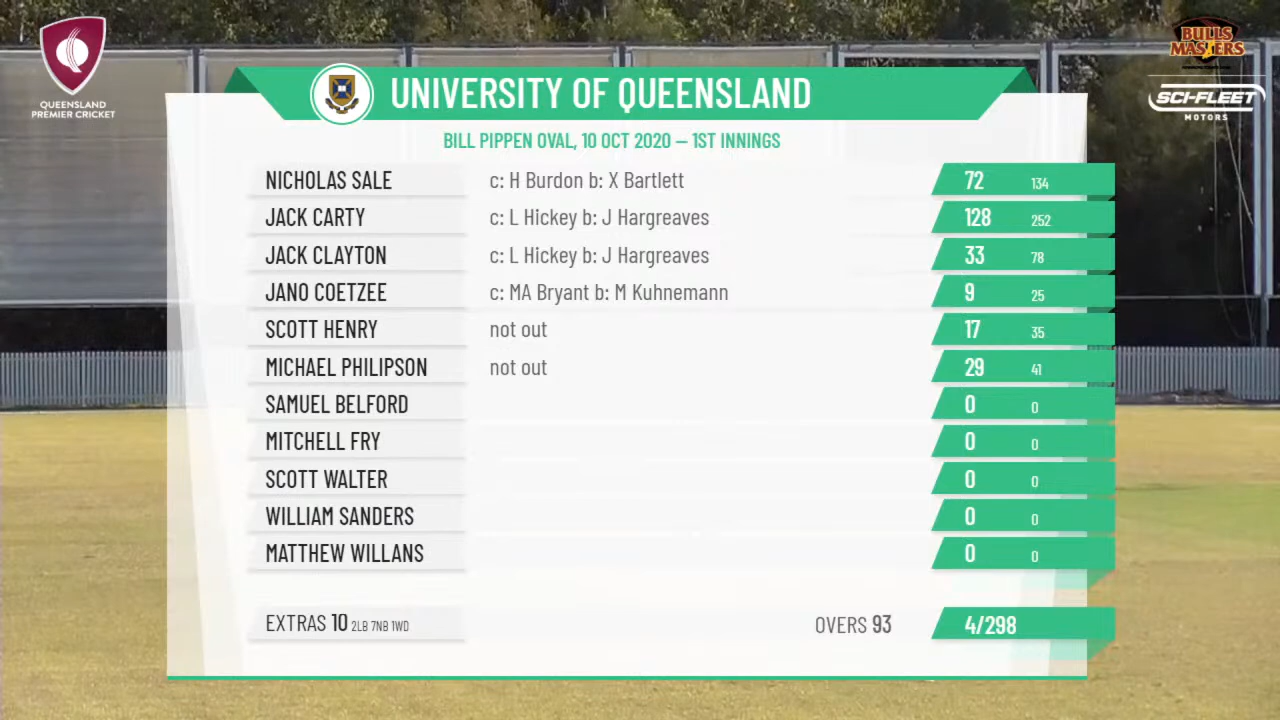 QUEENSLAND
PREMIER CRICKET
BULLS
MASTERS
SCI-FLEET
MOTORS
UNIVERSITY OF QUEENSLAND
BILL PIPPEN OVAL, 10 OCT 2020 – 1ST INNINGS
NICHOLAS SALE c: H Burdon b: X Bartlett 72 134
JACK CARTY c: L Hickey b: J Hargreaves 128 252
JACK CLAYTON c: L Hickey b: J Hargreaves 33 78
JANO COETZEE c: MA Bryant b: M Kuhnemann 9 25
SCOTT HENRY not out 17 35
MICHAEL PHILIPSON not out 29 41
SAMUEL BELFORD 0 0
MITCHELL FRY 0 0
SCOTT WALTER 0 0
WILLIAM SANDERS 0 0
MATTHEW WILLANS 0 0
EXTRAS 10 2LB 7NB 1WD OVERS 93 4/298